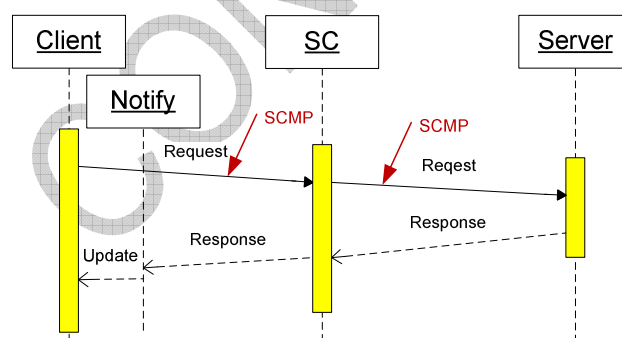 Client
SC
Server
Notify
SCMP
SCMP
Request
Reqest
Response
Response
Update